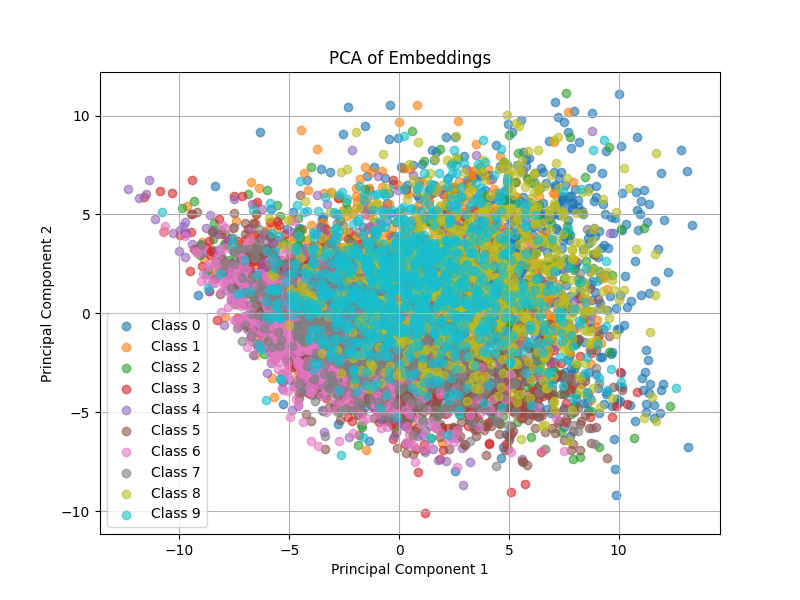 PCA of Embeddings
Principal Component 2
10
5
0
−5
−10
Class 0
Class 1
Class 2
Class 3
Class 4
Class 5
Class 6
Class 7
Class 8
Class 9
−10 −5 0 5 10
Principal Component 1